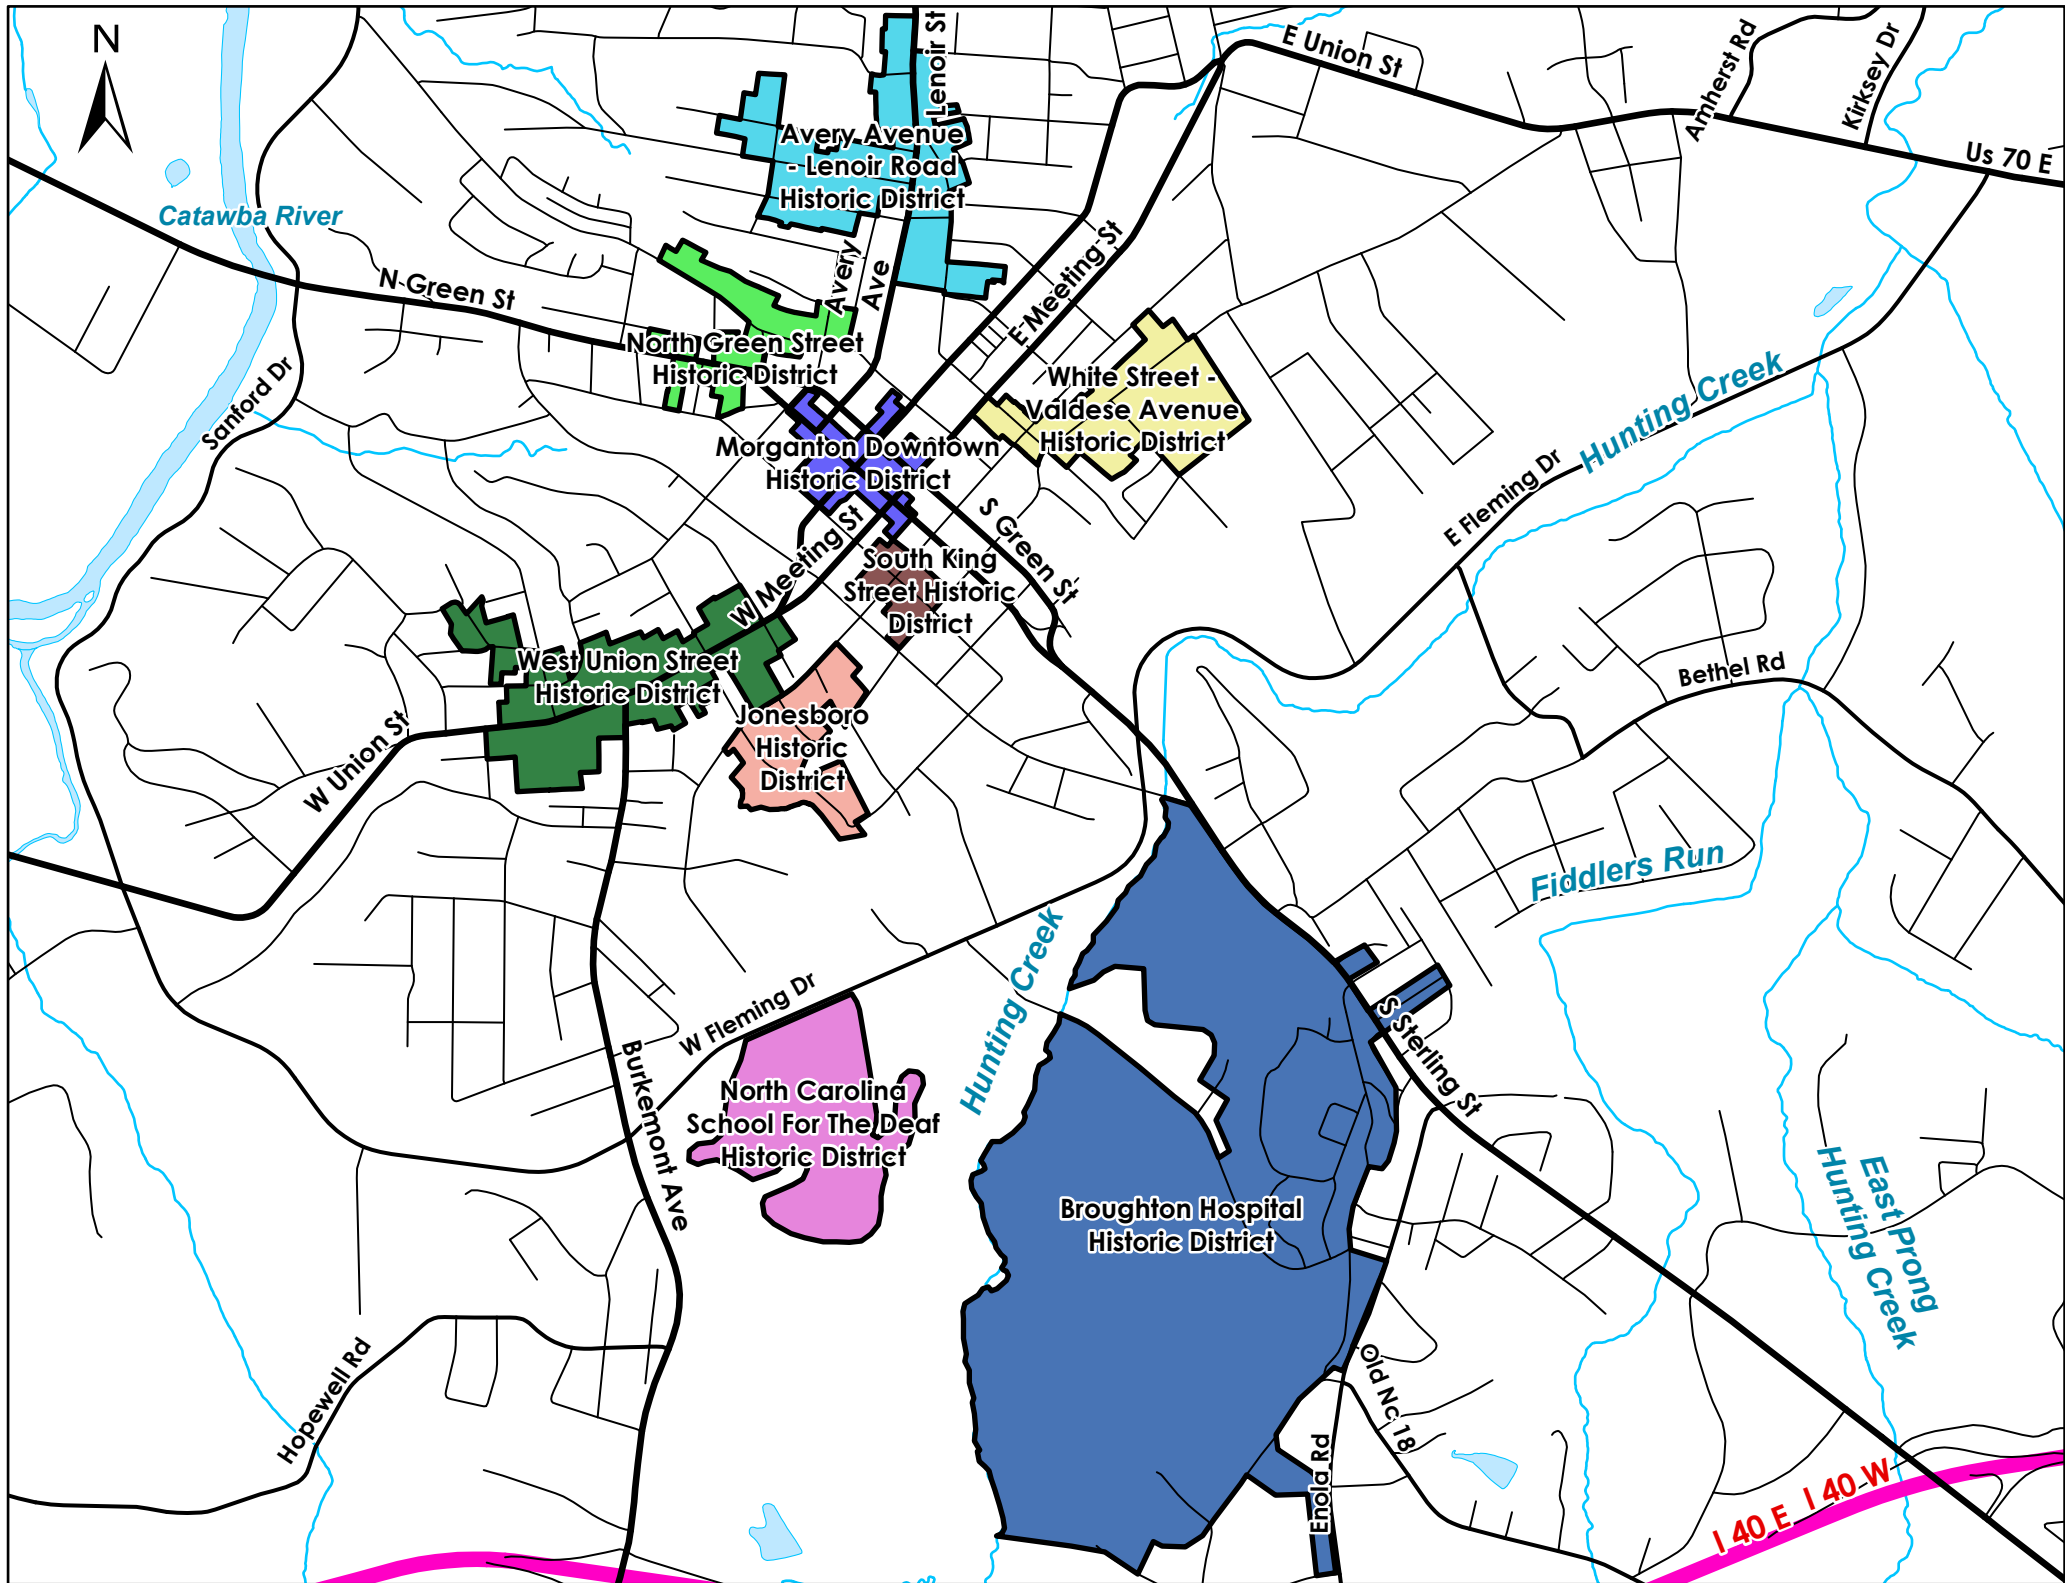 N
Lenoir St
E Union St
Amherst Rd
Kirksey Dr
Us 70 E
Avery Avenue
- Lenoir Road
Historic District
Catawba River
N Green St
Avery
Ave
E Meeting St
North Green Street
Historic District
White Street -
Valdese Avenue
Historic District
Hunting Creek
Sanford Dr
Morganton Downtown
Historic District
E Fleming Dr
S Green St
W Meeting St
South King
Street Historic
District
West Union Street
Historic District
Bethel Rd
W Union St
Jonesboro
Historic
District
Fiddlers Run
Hunting Creek
W Fleming Dr
S Sterling St
Burkemont Ave
North Carolina
School For The Deaf
Historic District
Broughton Hospital
Historic District
East Prong
Hunting Creek
Hopewell Rd
Old Nc 18
Enola Rd
I 40 E
I 40 W